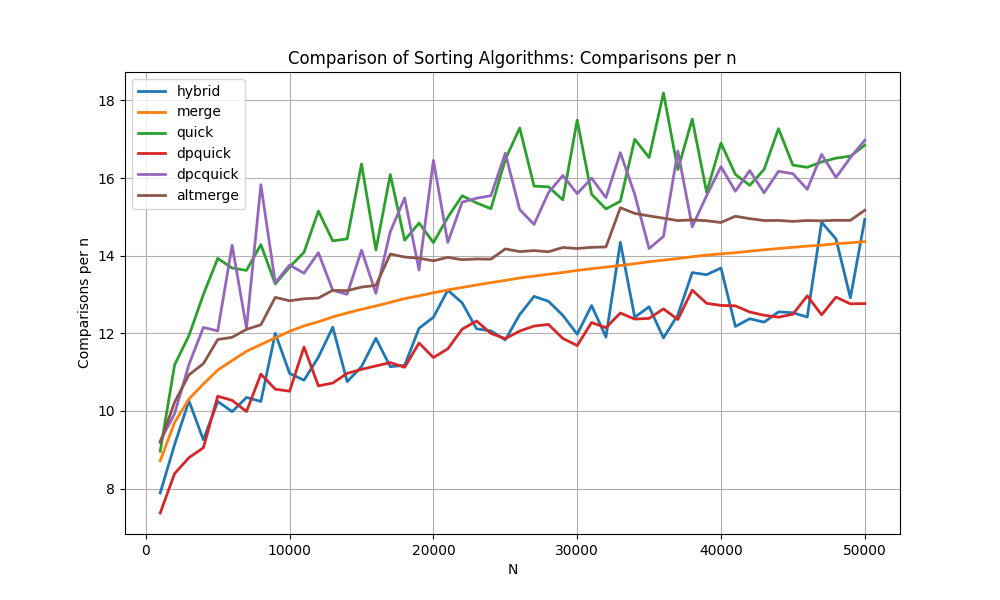 Comparison of Sorting Algorithms: Comparisons per n
hybrid
merge
quick
dpquick
dpcquick
altmerge
Comparisons per n
18
16
14
12
10
8
0
10000
20000
30000
40000
50000
N